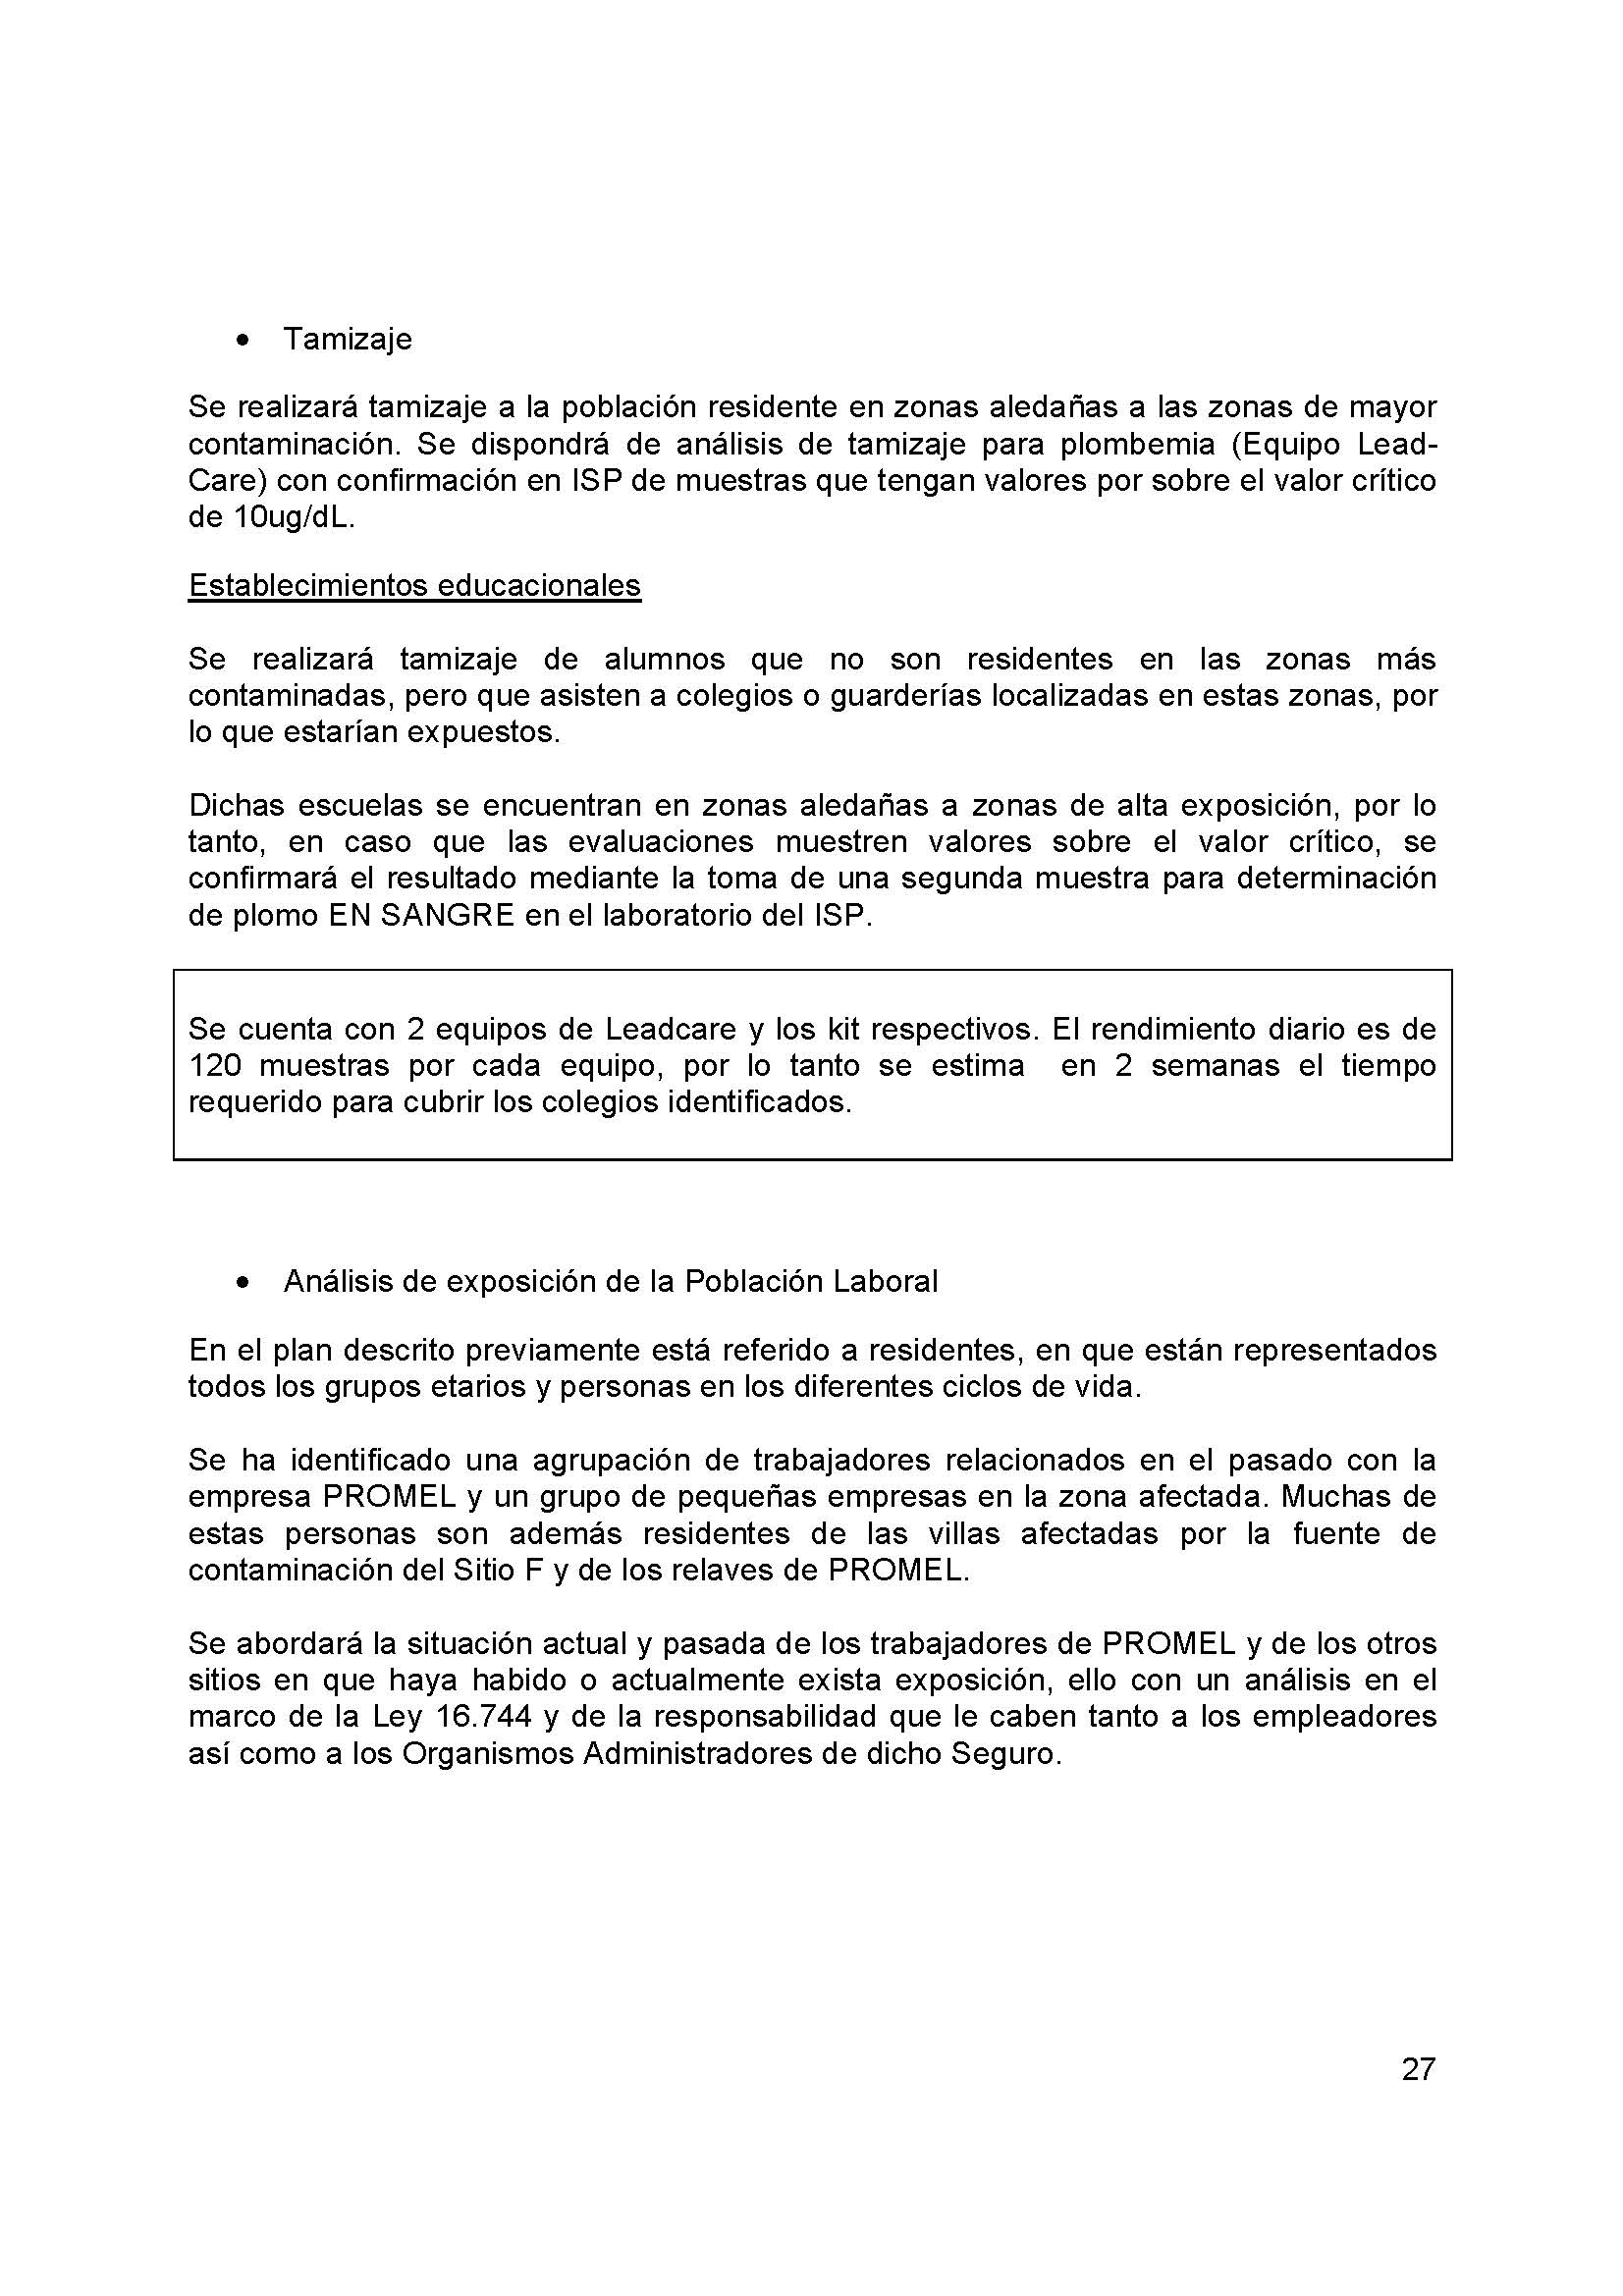 • Tamizaje
Se realizará tamizaje a la población residente en zonas aledañas a las zonas de mayor
contaminación. Se dispondrá de análisis de tamizaje para plombemia (Equipo Lead-
Care) con confirmación en ISP de muestras que tengan valores por sobre el valor crítico
de 10ug/dL.
Establecimientos educacionales
Se realizará tamizaje de alumnos que no son residentes en las zonas más
contaminadas, pero que asisten a colegios o guarderías localizadas en estas zonas, por
lo que estarían expuestos.
Dichas escuelas se encuentran en zonas aledañas a zonas de alta exposición, por lo
tanto, en caso que las evaluaciones muestren valores sobre el valor crítico, se
confirmará el resultado mediante la toma de una segunda muestra para determinación
de plomo EN SANGRE en el laboratorio del ISP.
Se cuenta con 2 equipos de Leadcare y los kit respectivos. El rendimiento diario es de
120 muestras por cada equipo, por lo tanto se estima en 2 semanas el tiempo
requerido para cubrir los colegios identificados.
• Análisis de exposición de la Población Laboral
En el plan descrito previamente está referido a residentes, en que están representados
todos los grupos etarios y personas en los diferentes ciclos de vida.
Se ha identificado una agrupación de trabajadores relacionados en el pasado con la
empresa PROMEL y un grupo de pequeñas empresas en la zona afectada. Muchas de
estas personas son además residentes de las villas afectadas por la fuente de
contaminación del Sitio F y de los relaves de PROMEL.
Se abordará la situación actual y pasada de los trabajadores de PROMEL y de los otros
sitios en que haya habido o actualmente exista exposición, ello con un análisis en el
marco de la Ley 16.744 y de la responsabilidad que le caben tanto a los empleadores
así como a los Organismos Administradores de dicho Seguro.
27